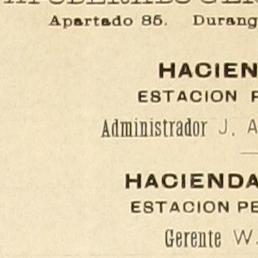 Apartado 85. Durang
HACIEN
ESTACION P
Administrador J. A
HACIENDA
ESTACION PE
Gerente W.